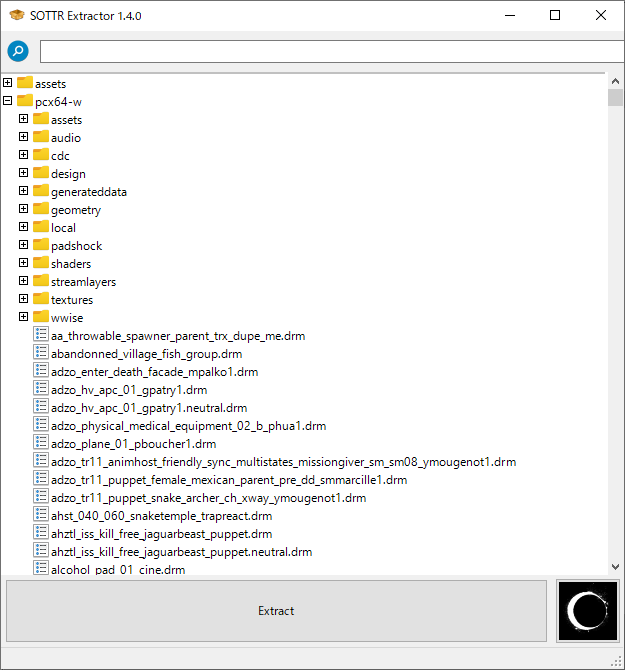 SOTTR Extractor 1.4.0
assets
pcx64-w
assets
audio
cdc
design
generateddata
geometry
local
padshock
shaders
streamlayers
textures
wwise
aa_throwable_spawner_parent_trx_dupe_me.drm
abandonned_village_fish_group.drm
adzo_enter_death_facade_mpalko1.drm
adzo_hv_apc_01_gpatry1.drm
adzo_hv_apc_01_gpatry1.neutral.drm
adzo_physical_medical_equipment_02_b_phua1.drm
adzo_plane_01_pboucher1.drm
adzo_tr11_animhost_friendly_sync_multistates_missiongiver_sm_sm08_ymougenot1.drm
adzo_tr11_puppet_female_mexican_parent_pre_dd_smmarcille1.drm
adzo_tr11_puppet_snake_archer_ch_xway_ymougenot1.drm
ahst_040_060_snaketemple_trapreact.drm
ahztl_iss_kill_free_jaguarbeast_puppet.drm
ahztl_iss_kill_free_jaguarbeast_puppet.neutral.drm
alcohol_pad_01_cine.drm
Extract